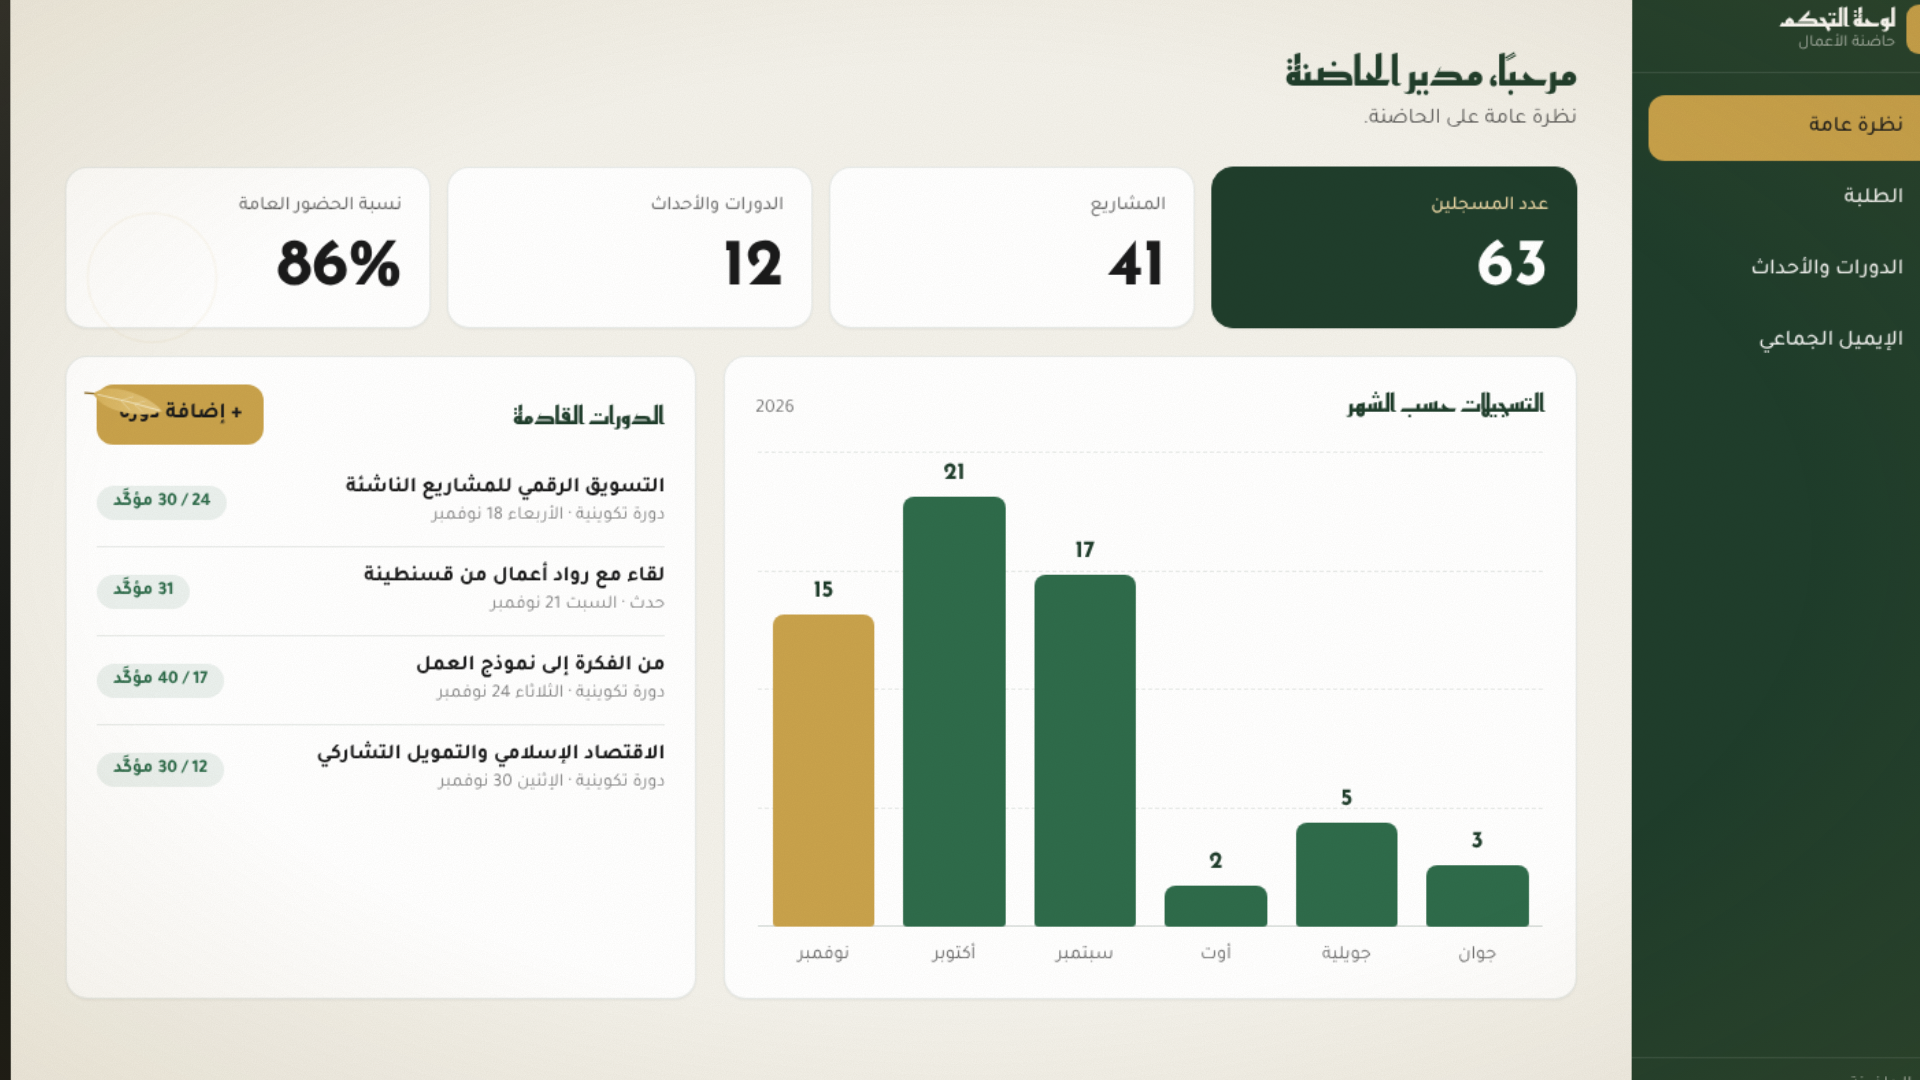 لوحة التحكم
حاضنة الأعمال
نظرة عامة
الطلبة
الدورات والأحداث
الإيميل الجماعي
مرحبًا، مدير الحاضنة
نظرة عامة على الحاضنة.
عدد المسجلين
63
المشاريع
41
الدورات والأحداث
12
نسبة الحضور العامة
86%
التسجيلات حسب الشهر
2026
3
5
2
17
21
15
جوان
جويلية
أوت
سبتمبر
أكتوبر
نوفمبر
الدورات القادمة
+ إضافة دورة
التسويق الرقمي للمشاريع الناشئة
دورة تكوينية · الأربعاء 18 نوفمبر
24 / 30 مؤكَّد
لقاء مع رواد أعمال من قسنطينة
حدث · السبت 21 نوفمبر
31 مؤكَّد
من الفكرة إلى نموذج العمل
دورة تكوينية · الثلاثاء 24 نوفمبر
17 / 40 مؤكَّد
الاقتصاد الإسلامي والتمويل التشاركي
دورة تكوينية · الإثنين 30 نوفمبر
12 / 30 مؤكَّد